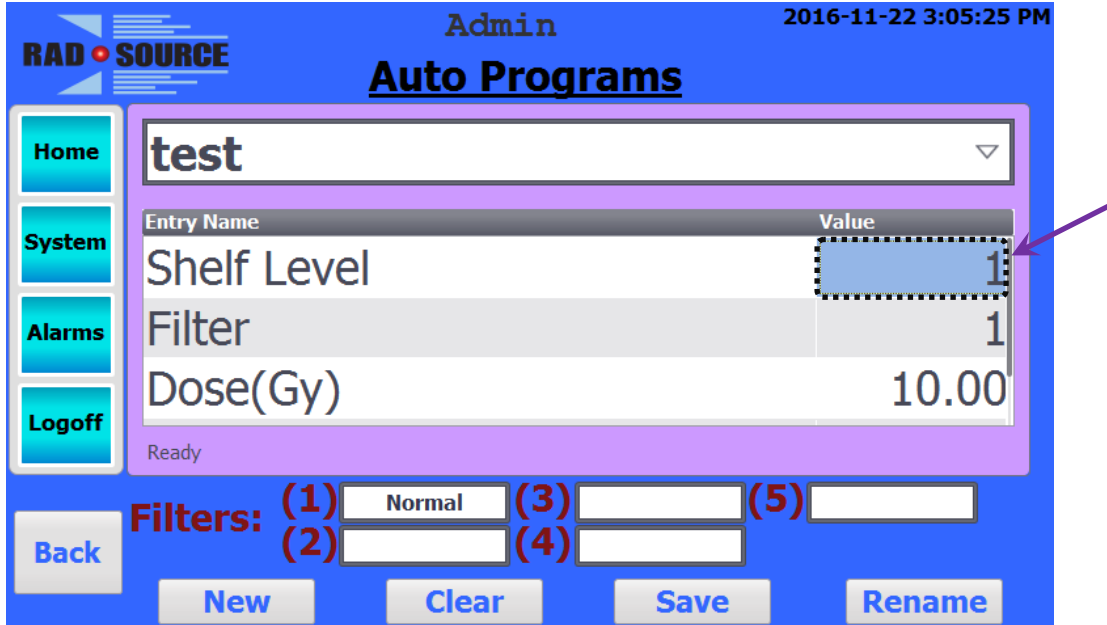 Admin
2016-11-22 3:05:25 PM
RAD SOURCE
Auto Programs
Home
test
System
Entry Name Value
Shelf Level 1
Alarms
Filter 1
Dose(Gy) 10.00
Logoff
Ready
Filters: (1) Normal (3) (5)
(2) (4)
Back
New Clear Save Rename